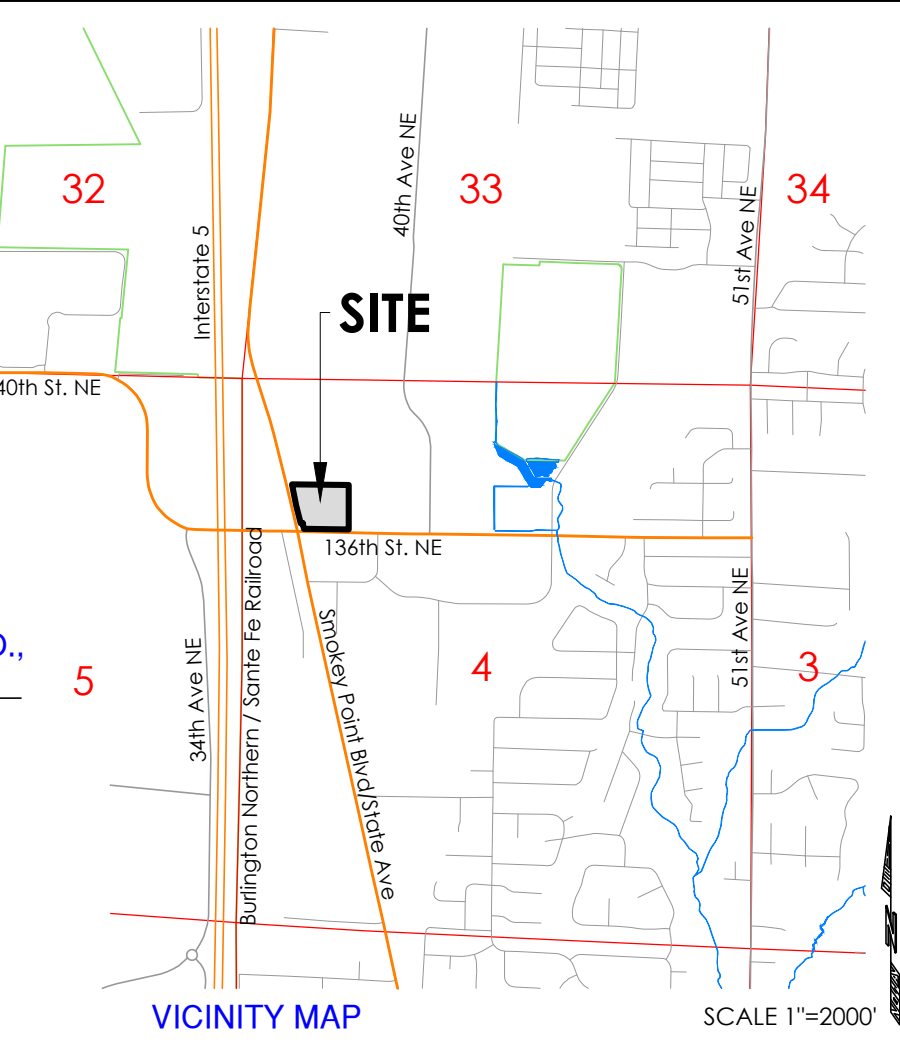 40th Ave NE
32
33
34
51st Ave NE
Interstate 5
SITE
40th St. NE
136th St. NE
Burlington Northern / Sante Fe Railroad
51st Ave NE
Smokey Point Blvd/State Ave
34th Ave NE
D.,
5
4
3
N
VICINITY MAP
SCALE 1"=2000'